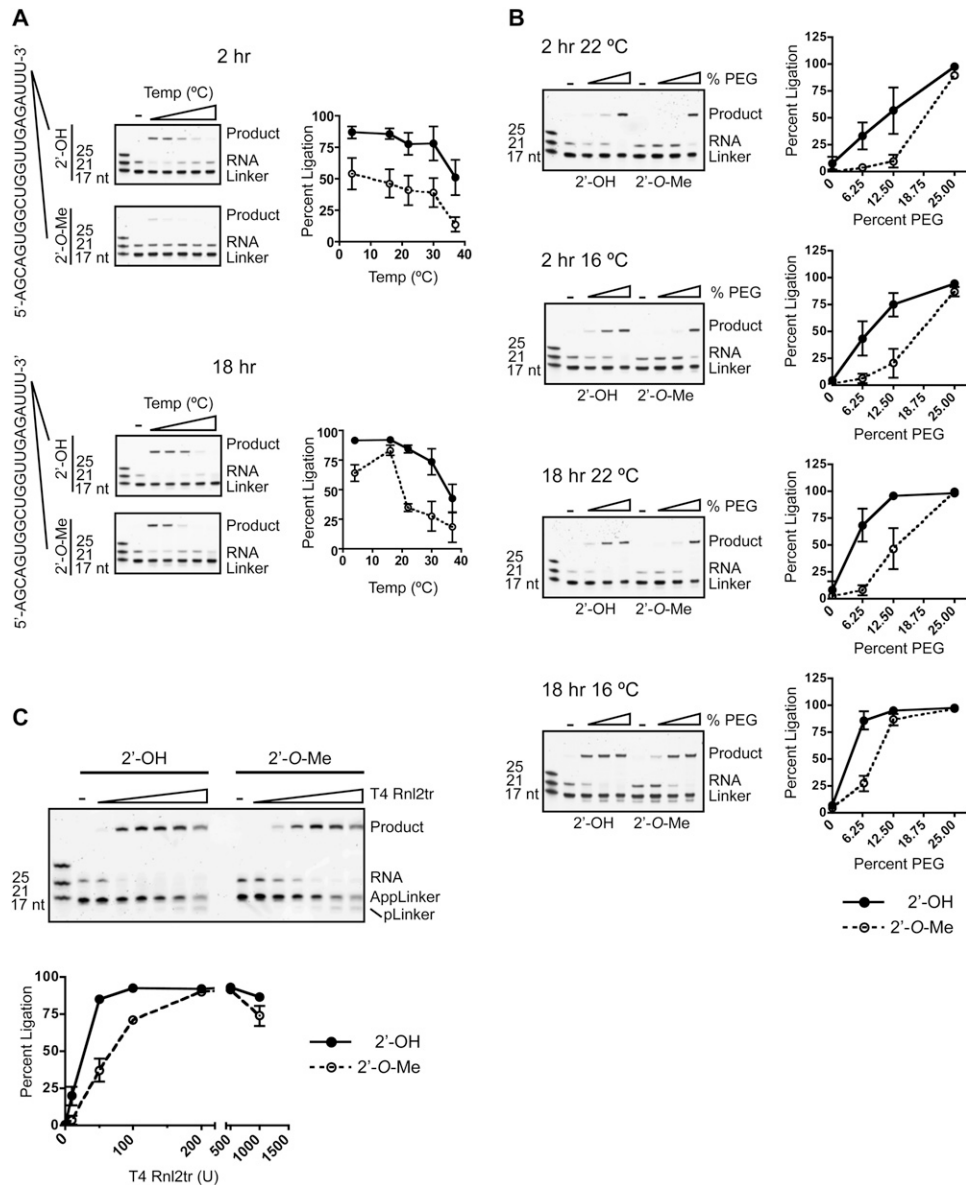 A
2 hr
5'-AGCAGUGGCUGGUUGAGAUUU-3'
Temp (ºC)
-
2'-OH
25
21
17 nt
Product
RNA
Linker
2'-O-Me
25
21
17 nt
Product
RNA
Linker
Percent Ligation
100
75
50
25
0
0 10 20 30 40
Temp (ºC)
18 hr
5'-AGCAGUGGCUGGUUGAGAUUU-3'
Temp (ºC)
-
2'-OH
25
21
17 nt
Product
RNA
Linker
2'-O-Me
25
21
17 nt
Product
RNA
Linker
Percent Ligation
100
75
50
25
0
0 10 20 30 40
Temp (ºC)
B
2 hr 22 ºC
- - % PEG
25
21
17 nt
Product
RNA
Linker
2'-OH 2'-O-Me
Percent Ligation
125
100
75
50
25
0
0 6.25 12.50 18.75 25.00
Percent PEG
2 hr 16 ºC
- - % PEG
25
21
17 nt
Product
RNA
Linker
2'-OH 2'-O-Me
Percent Ligation
125
100
75
50
25
0
0 6.25 12.50 18.75 25.00
Percent PEG
18 hr 22 ºC
- - % PEG
25
21
17 nt
Product
RNA
Linker
2'-OH 2'-O-Me
Percent Ligation
125
100
75
50
25
0
0 6.25 12.50 18.75 25.00
Percent PEG
18 hr 16 ºC
- - % PEG
25
21
17 nt
Product
RNA
Linker
2'-OH 2'-O-Me
Percent Ligation
125
100
75
50
25
0
0 6.25 12.50 18.75 25.00
Percent PEG
2'-OH
2'-O-Me
C
2'-OH 2'-O-Me
- - T4 Rnl2tr
25
21
17 nt
Product
RNA
AppLinker
pLinker
Percent Ligation
100
75
50
25
0
0 100 200 500 1000 1500
T4 Rnl2tr (U)
2'-OH
2'-O-Me